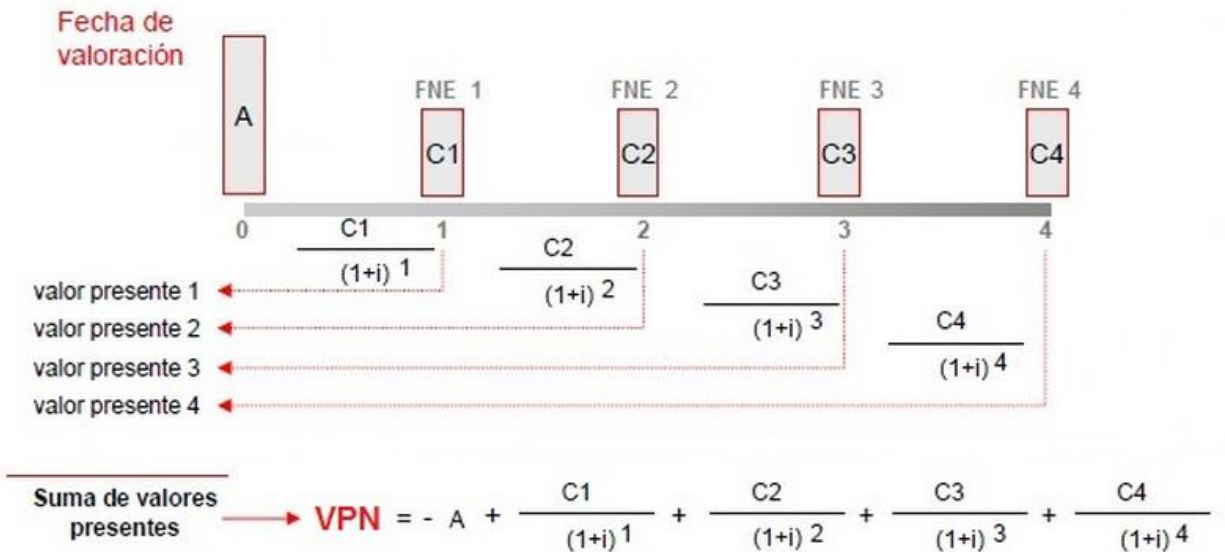 Fecha de
valoración
FNE 1 FNE 2 FNE 3 FNE 4
A
C1 C2 C3 C4
0 1 2 3 4
C1
(1+i) 1
C2
(1+i) 2
C3
(1+i) 3
C4
(1+i) 4
valor presente 1
valor presente 2
valor presente 3
valor presente 4
Suma de valores
presentes
VPN = - A + C1 / (1+i) 1 + C2 / (1+i) 2 + C3 / (1+i) 3 + C4 / (1+i) 4